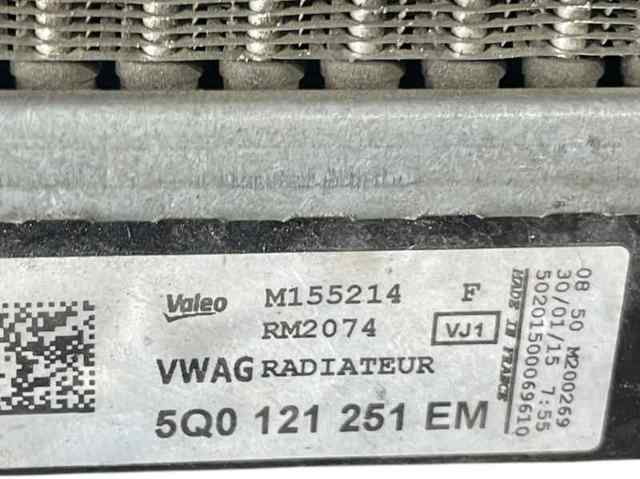 Valeo M155214 F
RM2074 VJ1
VWAG RADIATEUR
5Q0 121 251 EM
MADE IN FRANCE
50201500069610
30/01/15 7:55
08 50 M200269